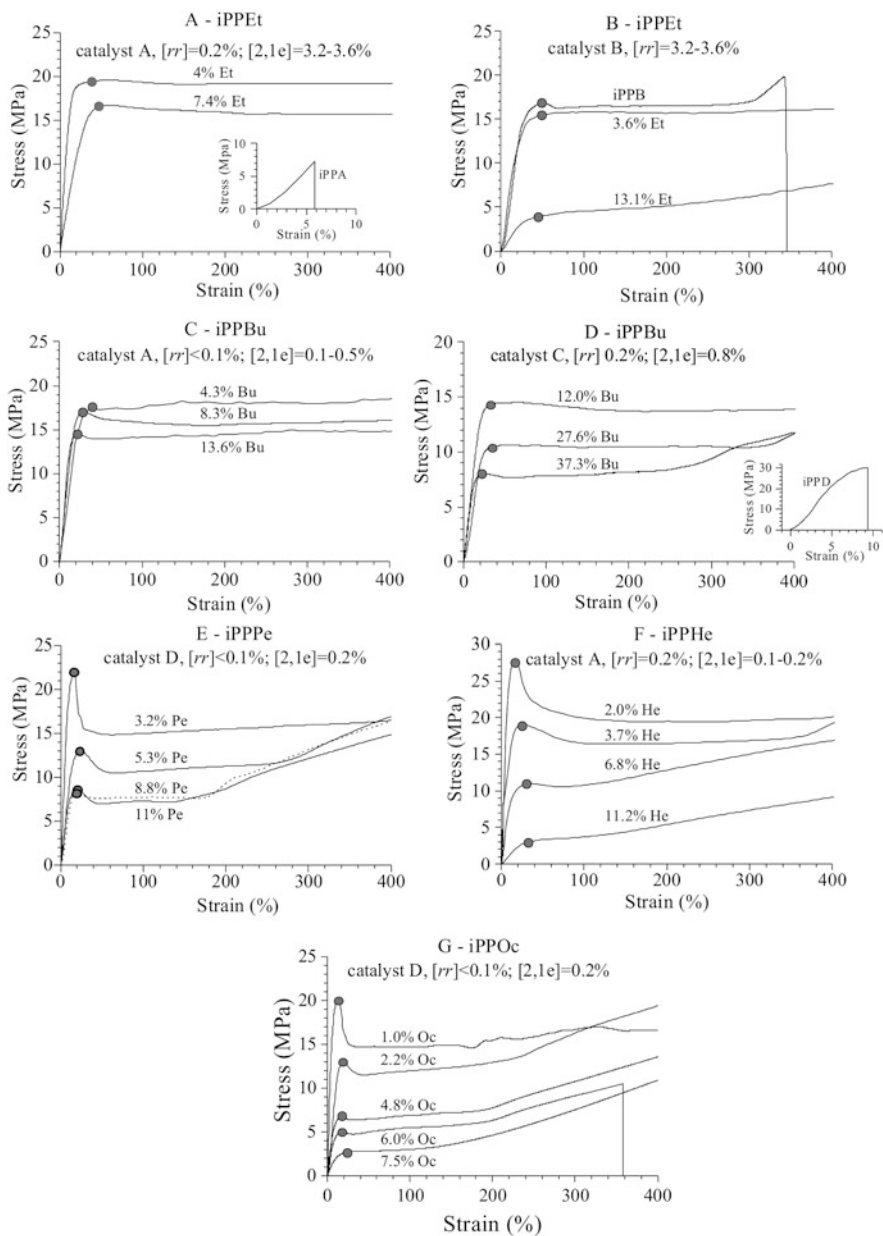 A - iPPEt
catalyst A, [rr]=0.2%; [2,1e]=3.2-3.6%
25
20
15
10
5
0
Stress (MPa)
4% Et
7.4% Et
10
5
0
Stress (Mpa)
iPPA
0 5 10
Strain (%)
0 100 200 300 400
Strain (%)
B - iPPEt
catalyst B, [rr]=3.2-3.6%
25
20
15
10
5
0
Stress (MPa)
iPPB
3.6% Et
13.1% Et
0 100 200 300 400
Strain (%)
C - iPPBu
catalyst A, [rr]<0.1%; [2,1e]=0.1-0.5%
25
20
15
10
5
0
Stress (MPa)
4.3% Bu
8.3% Bu
13.6% Bu
0 100 200 300 400
Strain (%)
D - iPPBu
catalyst C, [rr] 0.2%; [2,1e]=0.8%
20
15
10
5
0
Stress (MPa)
12.0% Bu
27.6% Bu
37.3% Bu
30
20
10
0
Stress (MPa)
iPPD
0 5 10
Strain (%)
0 100 200 300 400
Strain (%)
E - iPPPe
catalyst D, [rr]<0.1%; [2,1e]=0.2%
25
20
15
10
5
0
Stress (MPa)
3.2% Pe
5.3% Pe
8.8% Pe
11% Pe
0 100 200 300 400
Strain (%)
F - iPPHe
catalyst A, [rr]=0.2%; [2,1e]=0.1-0.2%
30
25
20
15
10
5
0
Stress (MPa)
2.0% He
3.7% He
6.8% He
11.2% He
0 100 200 300 400
Strain (%)
G - iPPOc
catalyst D, [rr]<0.1%; [2,1e]=0.2%
25
20
15
10
5
0
Stress (MPa)
1.0% Oc
2.2% Oc
4.8% Oc
6.0% Oc
7.5% Oc
0 100 200 300 400
Strain (%)